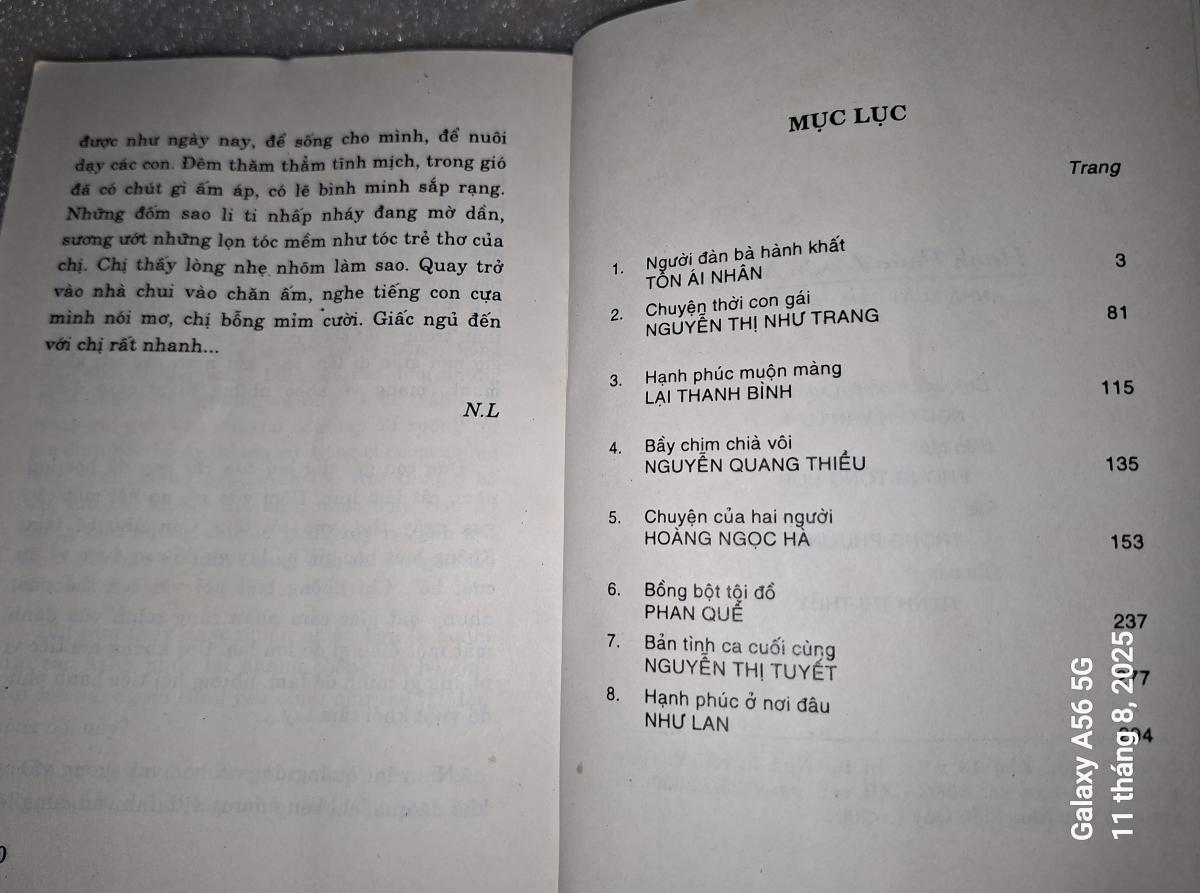 được như ngày nay, để sống cho mình, để nuôi
dạy các con. Đêm thăm thẳm tĩnh mịch, trong gió
đã có chút gì ấm áp, có lẽ bình minh sắp rạng.
Những đốm sao li ti nhấp nháy đang mờ dần,
sương ướt những lọn tóc mềm như tóc trẻ thơ của
chị. Chị thấy lòng nhẹ nhõm làm sao. Quay trở
vào nhà chui vào chăn ấm, nghe tiếng con cựa
mình nói mơ, chị bỗng mỉm cười. Giấc ngủ đến
với chị rất nhanh...
N.L
MỤC LỤC
Trang
1. Người đàn bà hành khất
TÔN ÁI NHÂN 3
2. Chuyện thời con gái
NGUYỄN THỊ NHƯ TRANG 81
3. Hạnh phúc muộn màng
LẠI THANH BÌNH 115
4. Bầy chim chià vôi
NGUYỄN QUANG THIỀU 135
5. Chuyện của hai người
HOÀNG NGỌC HÀ 153
6. Bồng bột tội đồ
PHAN QUẾ 237
7. Bản tình ca cuối cùng
NGUYỄN THỊ TUYẾT
8. Hạnh phúc ở nơi đâu
NHƯ LAN
Galaxy A56 5G
11 tháng 8, 2025